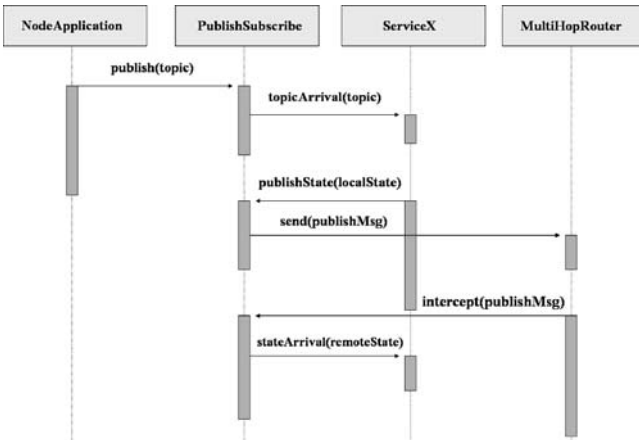 NodeApplication PublishSubscribe ServiceX MultiHopRouter
publish(topic)
topicArrival(topic)
publishState(localState)
send(publishMsg)
intercept(publishMsg)
stateArrival(remoteState)